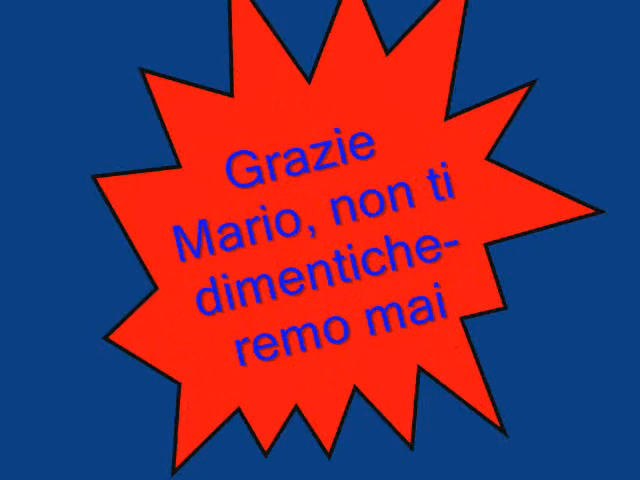 Grazie
Mario, non ti
dimentiche-
remo mai